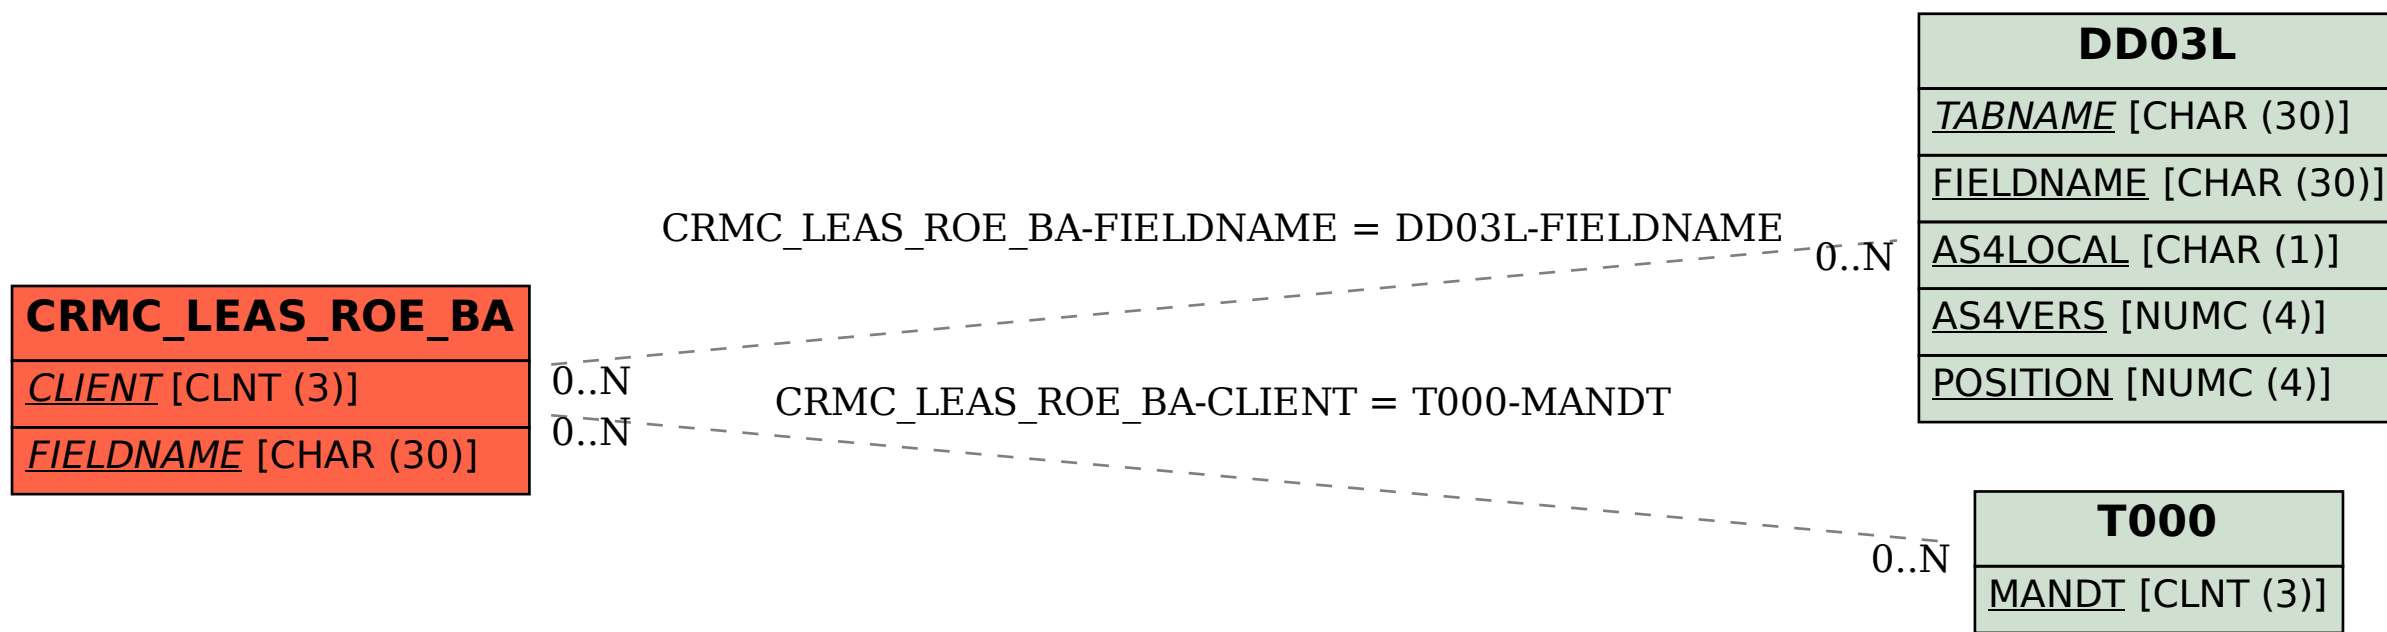 DD03L
TABNAME [CHAR (30)]
FIELDNAME [CHAR (30)]
AS4LOCAL [CHAR (1)]
AS4VERS [NUMC (4)]
POSITION [NUMC (4)]
CRMC_LEAS_ROE_BA-FIELDNAME = DD03L-FIELDNAME
0..N
CRMC_LEAS_ROE_BA
CLIENT [CLNT (3)]
FIELDNAME [CHAR (30)]
0..N
0..N
CRMC_LEAS_ROE_BA-CLIENT = T000-MANDT
0..N
T000
MANDT [CLNT (3)]